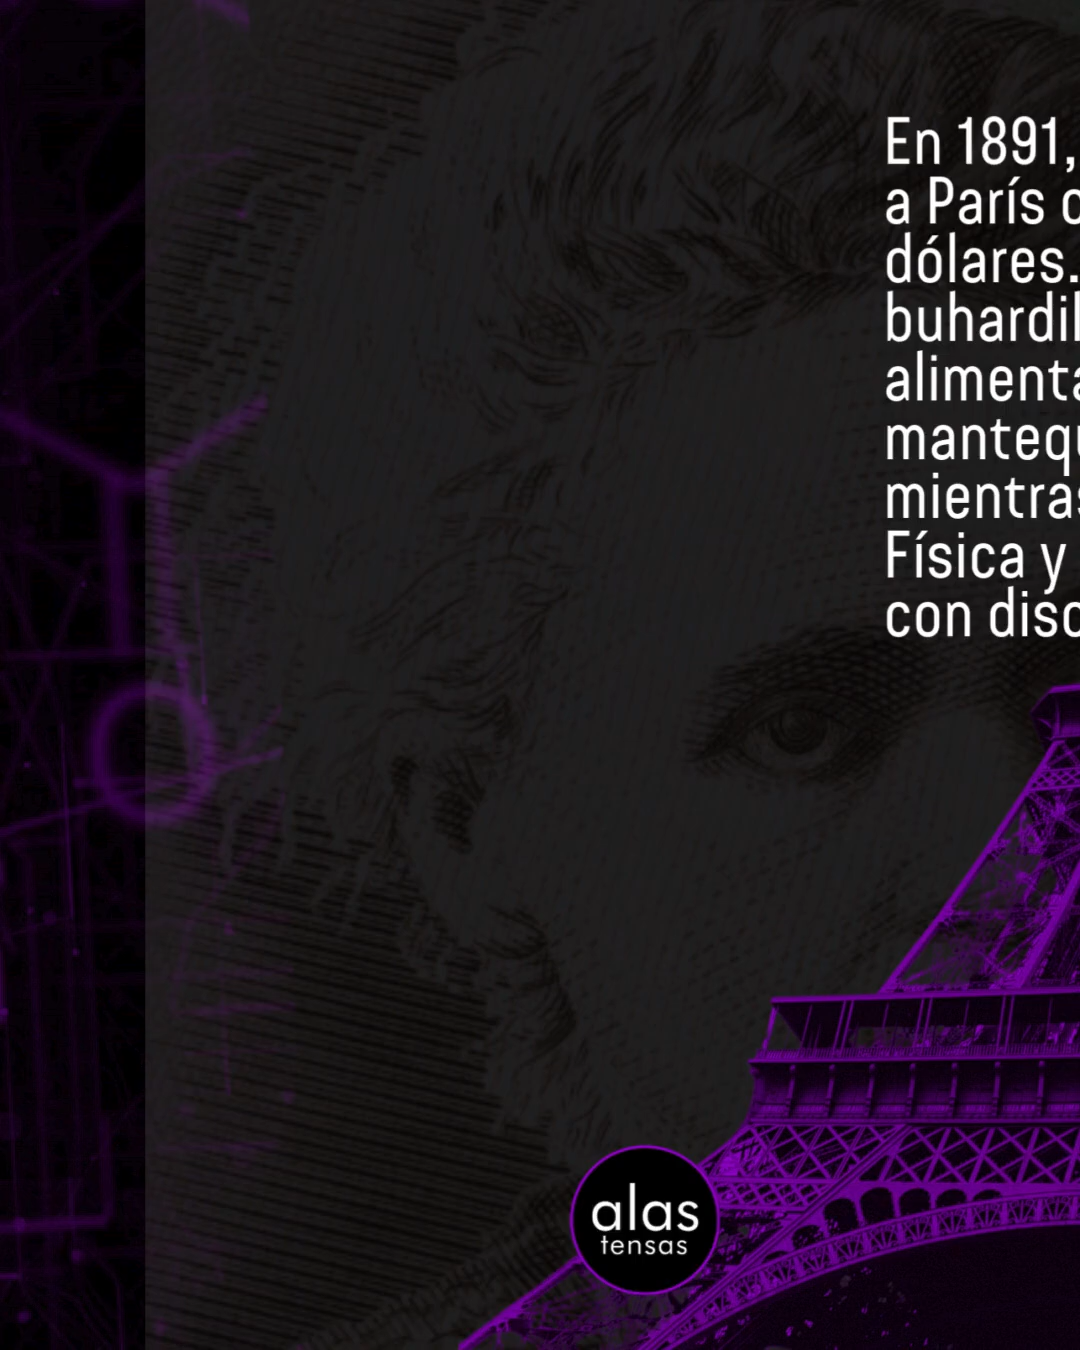 En 1891,
a París
dólares.
buhardil
alimenta
mantequ
mientras
Física y
con disc
alas
tensas